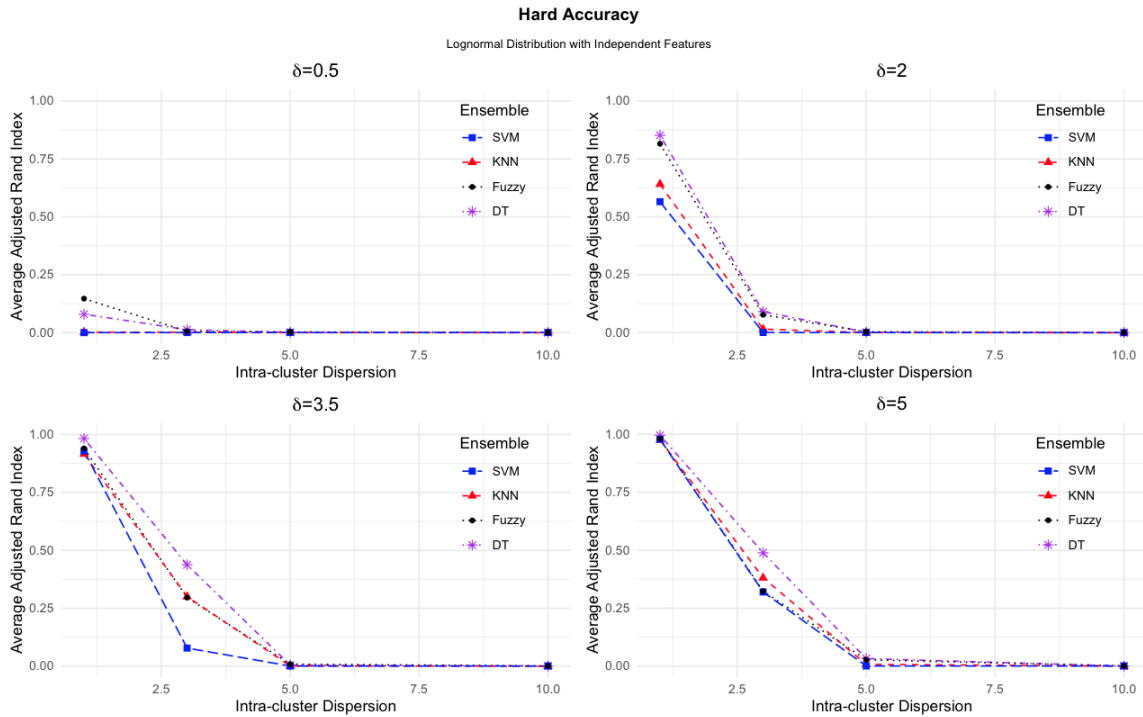 Hard Accuracy
Lognormal Distribution with Independent Features
δ=0.5
Average Adjusted Rand Index
1.00
0.75
0.50
0.25
0.00
2.5 5.0 7.5 10.0
Intra-cluster Dispersion
Ensemble
SVM
KNN
Fuzzy
DT
δ=2
Average Adjusted Rand Index
1.00
0.75
0.50
0.25
0.00
2.5 5.0 7.5 10.0
Intra-cluster Dispersion
Ensemble
SVM
KNN
Fuzzy
DT
δ=3.5
Average Adjusted Rand Index
1.00
0.75
0.50
0.25
0.00
2.5 5.0 7.5 10.0
Intra-cluster Dispersion
Ensemble
SVM
KNN
Fuzzy
DT
δ=5
Average Adjusted Rand Index
1.00
0.75
0.50
0.25
0.00
2.5 5.0 7.5 10.0
Intra-cluster Dispersion
Ensemble
SVM
KNN
Fuzzy
DT